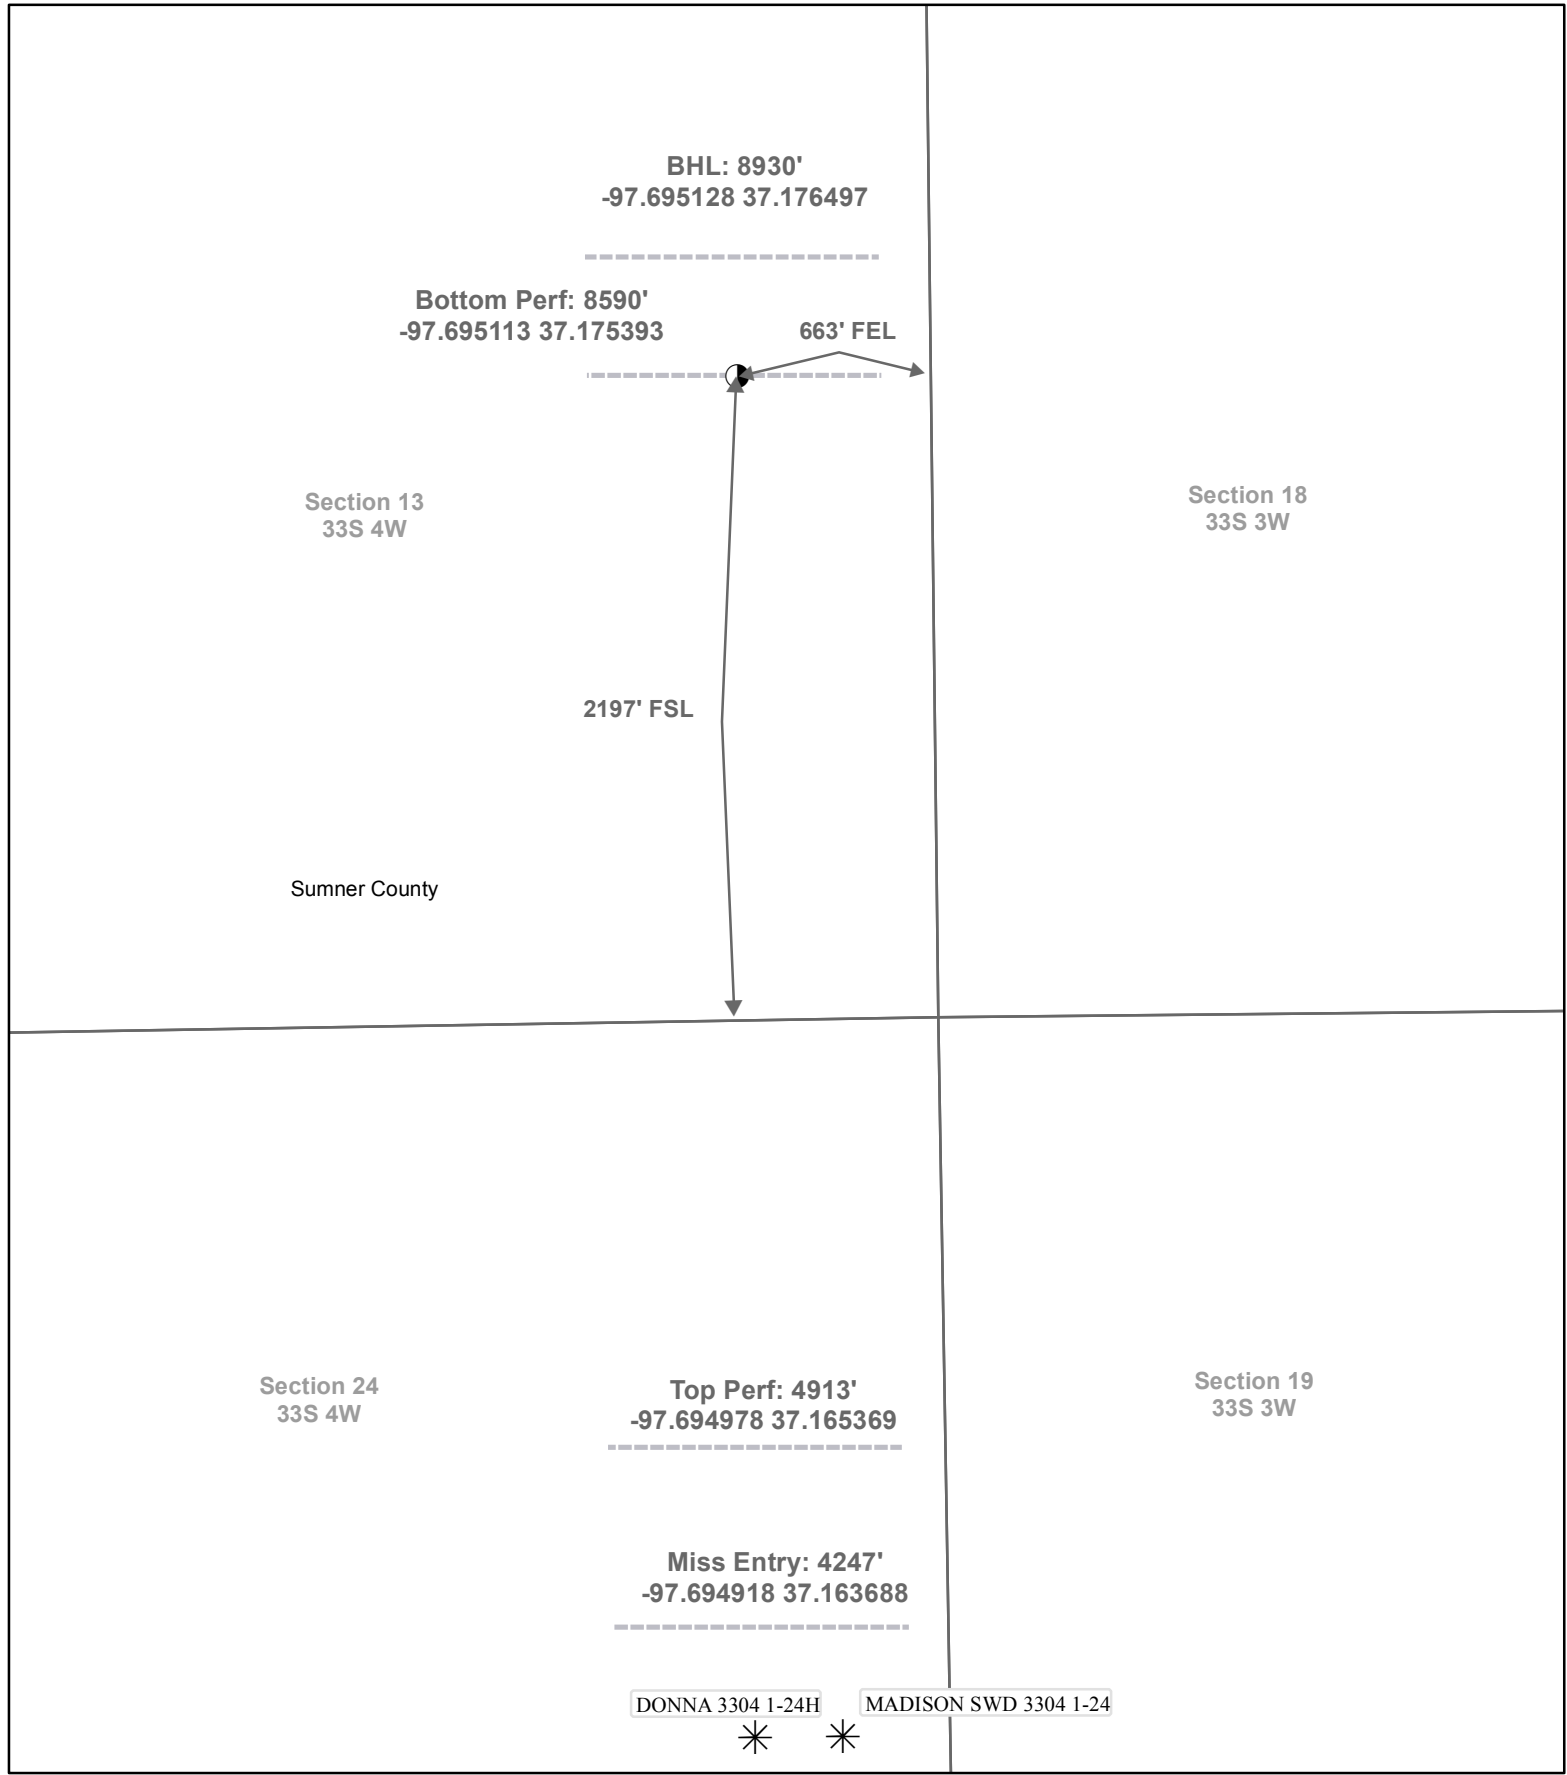 BHL: 8930'
-97.695128 37.176497
Bottom Perf: 8590'
-97.695113 37.175393
663' FEL
Section 13
33S 4W
Section 18
33S 3W
2197' FSL
Sumner County
Section 24
33S 4W
Top Perf: 4913'
-97.694978 37.165369
Section 19
33S 3W
Miss Entry: 4247'
-97.694918 37.163688
DONNA 3304 1-24H
MADISON SWD 3304 1-24